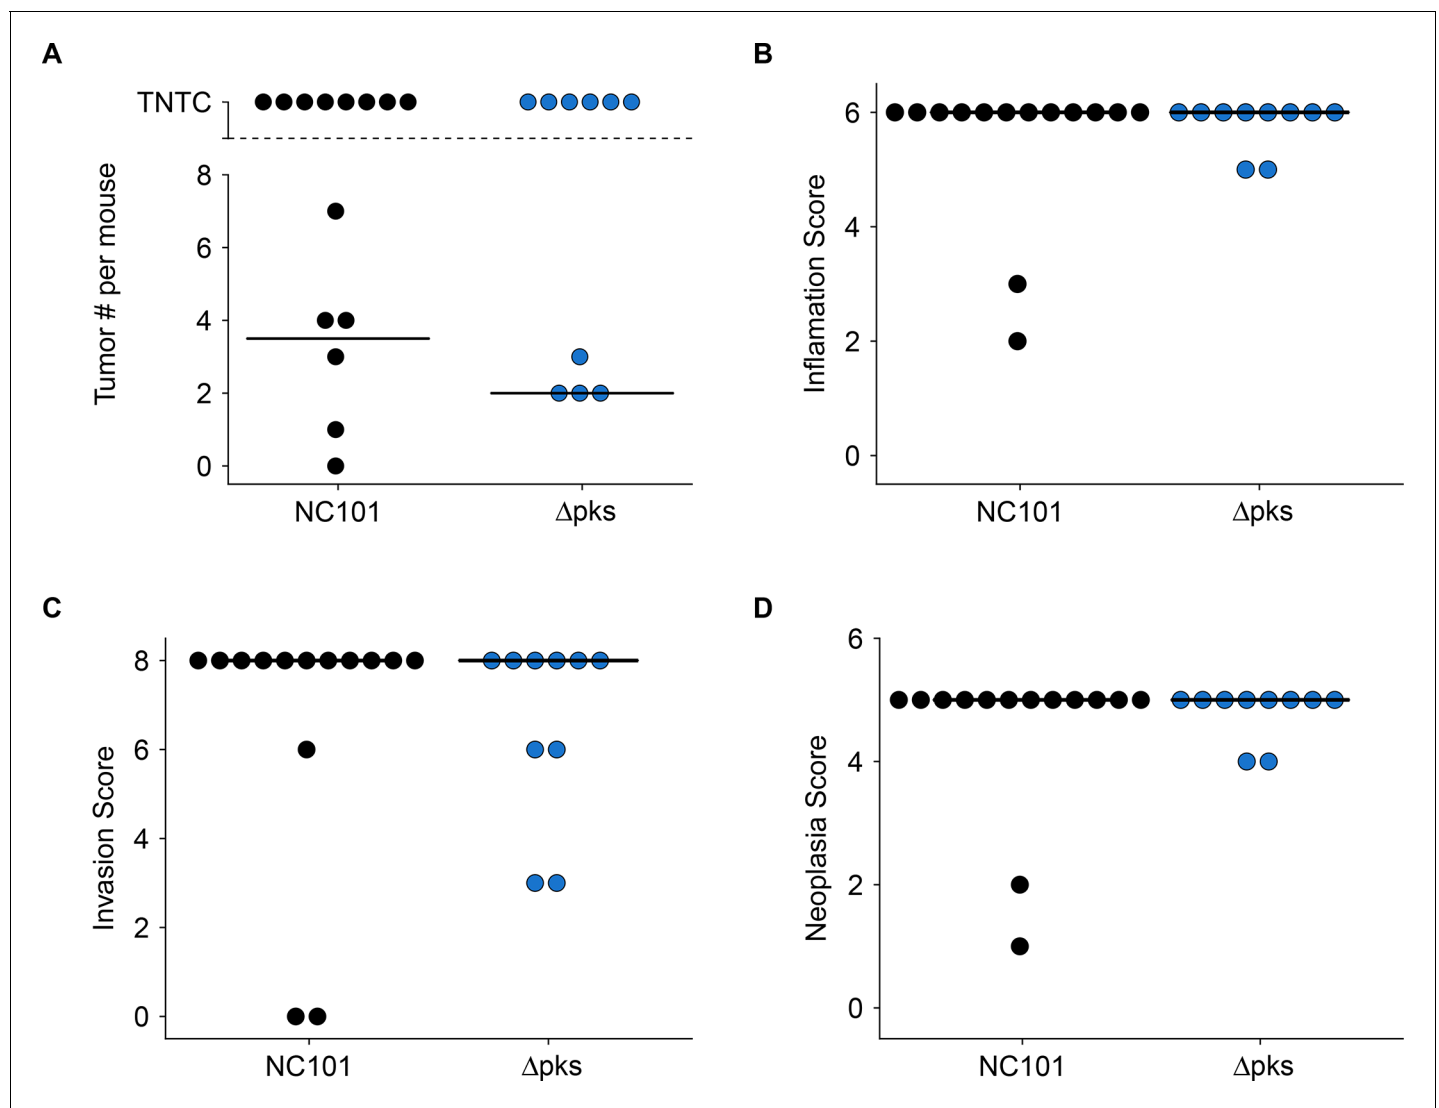 A
TNTC
8
6
4
2
0
Tumor # per mouse
NC101
Δpks
B
6
4
2
0
Inflamation Score
NC101
Δpks
C
8
6
4
2
0
Invasion Score
NC101
Δpks
D
6
4
2
0
Neoplasia Score
NC101
Δpks